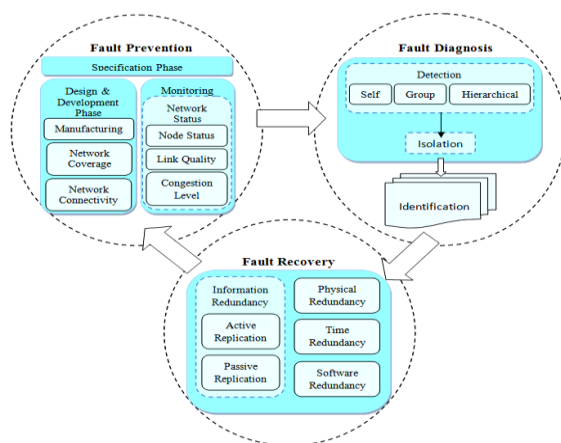 Fault Prevention
Specification Phase
Design &
Development
Phase
Manufacturing
Network
Coverage
Network
Connectivity
Monitoring
Network
Status
Node Status
Link Quality
Congestion
Level
Fault Diagnosis
Detection
Self
Group
Hierarchical
Isolation
Identification
Fault Recovery
Information
Redundancy
Active
Replication
Passive
Replication
Physical
Redundancy
Time
Redundancy
Software
Redundancy